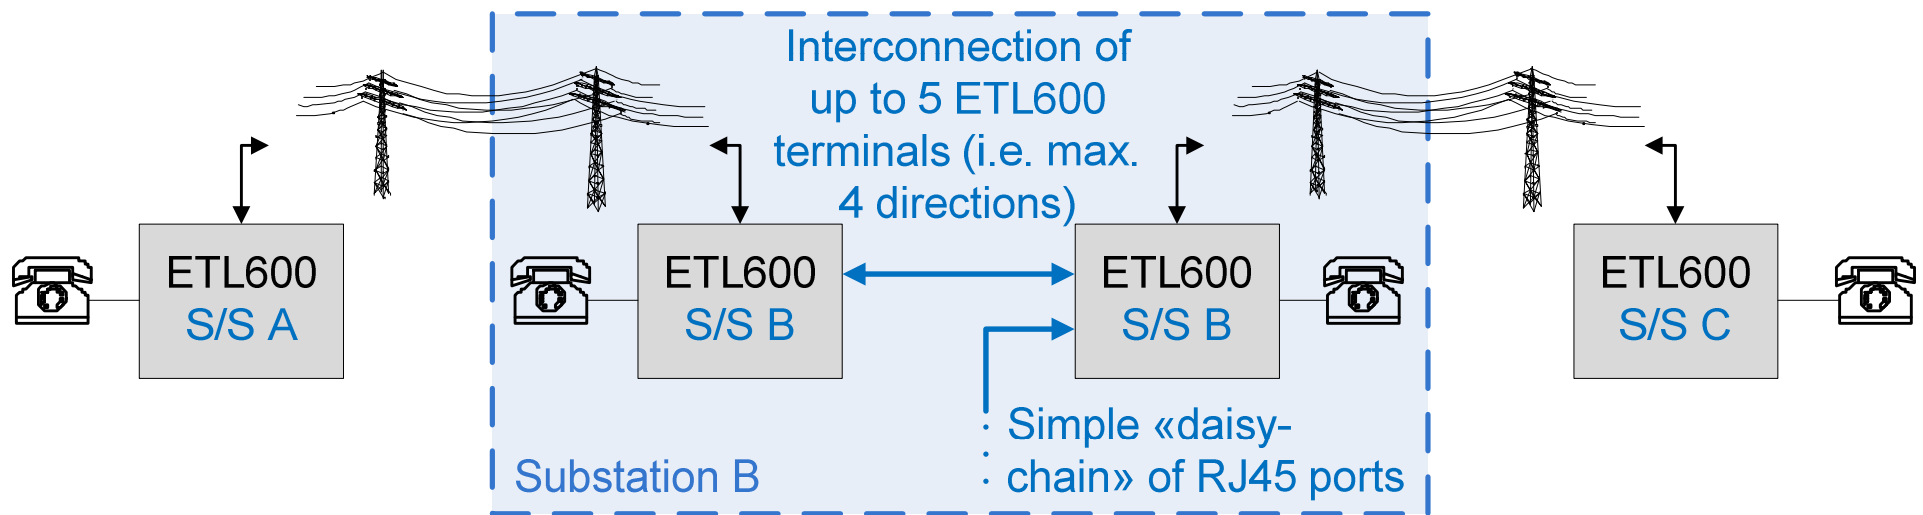 Interconnection of
up to 5 ETL600
terminals (i.e. max.
4 directions)
ETL600
S/S A
ETL600
S/S B
ETL600
S/S B
ETL600
S/S C
Simple «daisy-
chain» of RJ45 ports
Substation B